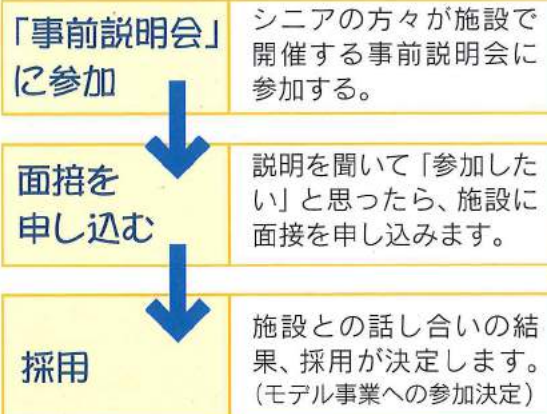 「事前説明会」
に参加
シニアの方々が施設で
開催する事前説明会に
参加する。
面接を
申し込む
説明を聞いて「参加した
い」と思ったら、施設に
面接を申し込みます。
採用
施設との話し合いの結
果、採用が決定します。
(モデル事業への参加決定)